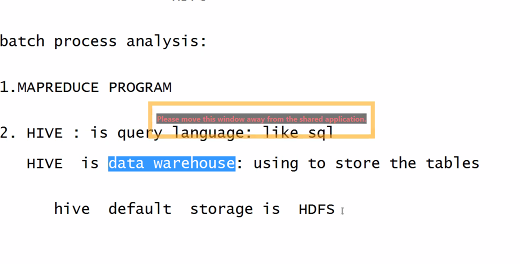 batch process analysis:
1.MAPREDUCE PROGRAM
Please move this window away from the shared application.
2. HIVE : is query language: like sql
HIVE is data warehouse: using to store the tables
hive default storage is HDFS